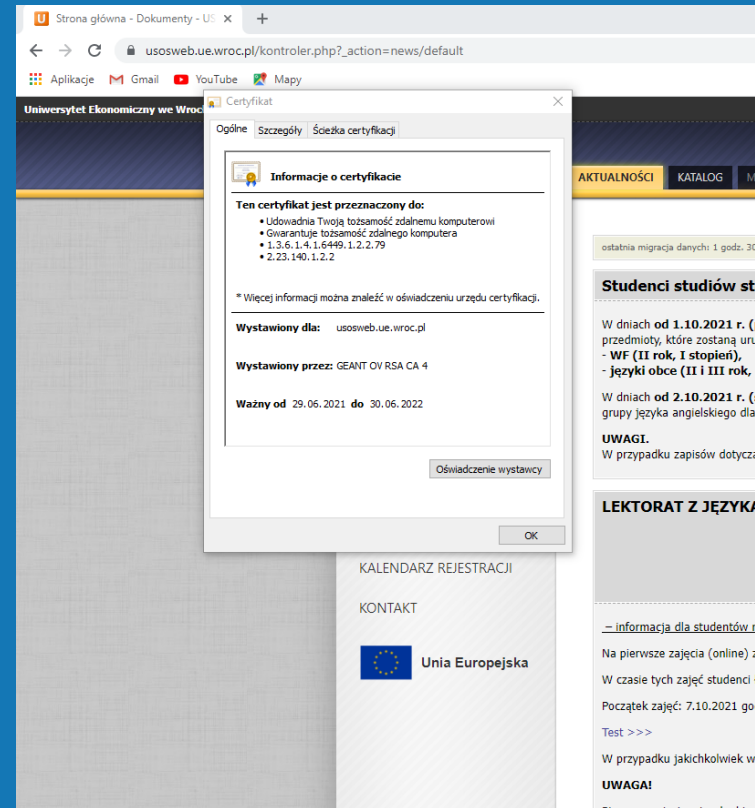 Strona główna - Dokumenty - US
usosweb.ue.wroc.pl/kontroler.php?_action=news/default
Aplikacje Gmail YouTube Mapy
Uniwersytet Ekonomiczny we Wroc
Certyfikat
Ogólne Szczegóły Ścieżka certyfikacji
Informacje o certyfikacie
Ten certyfikat jest przeznaczony do:
• Udowadnia Twoją tożsamość zdalnemu komputerowi
• Gwarantuje tożsamość zdalnego komputera
• 1.3.6.1.4.1.6449.1.2.2.79
• 2.23.140.1.2.2
* Więcej informacji można znaleźć w oświadczeniu urzędu certyfikacji.
Wystawiony dla: usosweb.ue.wroc.pl
Wystawiony przez: GEANT OV RSA CA 4
Ważny od 29.06.2021 do 30.06.2022
Oświadczenie wystawcy
OK
KALENDARZ REJESTRACJI
KONTAKT
Unia Europejska
AKTUALNOŚCI KATALOG M
ostatnia migracja danych: 1 godz. 30
Studenci studiów st
W dniach od 1.10.2021 r. (
przedmioty, które zostaną uru
- WF (II rok, I stopień),
- języki obce (II i III rok,
W dniach od 2.10.2021 r. (
grupy języka angielskiego dla
UWAGI.
W przypadku zapisów dotycz
LEKTORAT Z JĘZYKA
– informacja dla studentów
Na pierwsze zajęcia (online) z
W czasie tych zajęć studenci
Początek zajęć: 7.10.2021 go
Test >>>
W przypadku jakichkolwiek w
UWAGA!